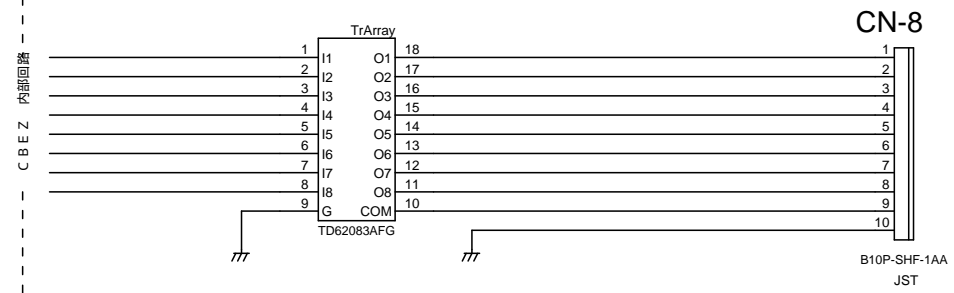 CN-8
TrArray
CBEZ 内部回路
1 I1 O1 18 1
2 I2 O2 17 2
3 I3 O3 16 3
4 I4 O4 15 4
5 I5 O5 14 5
6 I6 O6 13 6
7 I7 O7 12 7
8 I8 O8 11 8
9 G COM 10 9
10
TD62083AFG
B10P-SHF-1AA
JST